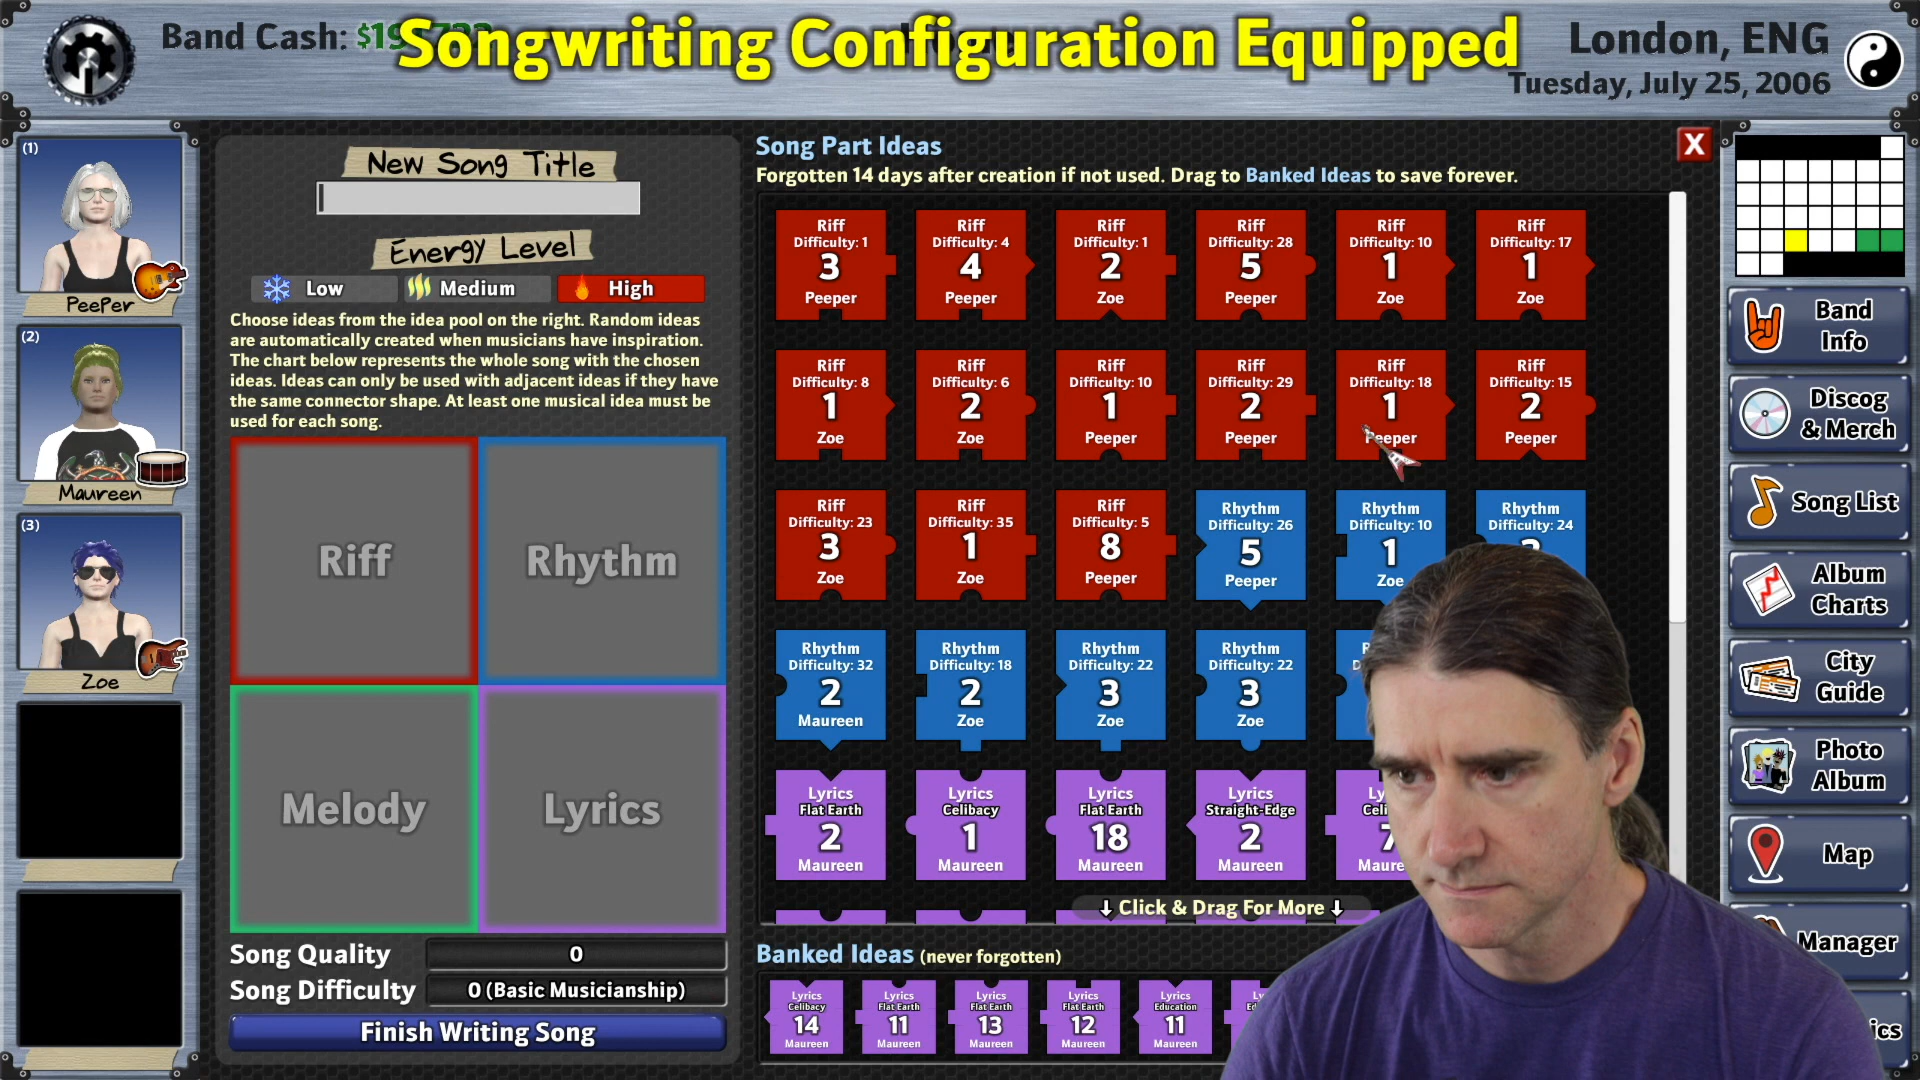 Band Cash:
Songwriting Configuration Equipped
London, ENG
Tuesday, July 25, 2006
(1)
PeePer
(2)
Maureen
(3)
Zoe
New Song Title
Energy Level
Low
Medium
High
Choose ideas from the idea pool on the right. Random ideas
are automatically created when musicians have inspiration.
The chart below represents the whole song with the chosen
ideas. Ideas can only be used with adjacent ideas if they have
the same connector shape. At least one musical idea must be
used for each song.
Riff
Rhythm
Melody
Lyrics
Song Quality
0
Song Difficulty
0 (Basic Musicianship)
Finish Writing Song
Song Part Ideas
Forgotten 14 days after creation if not used. Drag to Banked Ideas to save forever.
Riff
Difficulty: 1
3
Peeper
Riff
Difficulty: 4
4
Peeper
Riff
Difficulty: 1
2
Zoe
Riff
Difficulty: 28
5
Peeper
Riff
Difficulty: 10
1
Zoe
Riff
Difficulty: 17
1
Zoe
Riff
Difficulty: 8
1
Zoe
Riff
Difficulty: 6
2
Zoe
Riff
Difficulty: 10
1
Peeper
Riff
Difficulty: 29
2
Peeper
Riff
Difficulty: 18
1
Peeper
Riff
Difficulty: 15
2
Peeper
Riff
Difficulty: 23
3
Zoe
Riff
Difficulty: 35
1
Zoe
Riff
Difficulty: 5
8
Peeper
Rhythm
Difficulty: 26
5
Peeper
Rhythm
Difficulty: 10
1
Zoe
Rhythm
Difficulty: 24
Rhythm
Difficulty: 32
2
Maureen
Rhythm
Difficulty: 18
2
Zoe
Rhythm
Difficulty: 22
3
Zoe
Rhythm
Difficulty: 22
3
Zoe
Lyrics
Flat Earth
2
Maureen
Lyrics
Celibacy
1
Maureen
Lyrics
Flat Earth
18
Maureen
Lyrics
Straight-Edge
2
Maureen
Click & Drag For More
Banked Ideas (never forgotten)
Lyrics
Celibacy
14
Maureen
Lyrics
Flat Earth
11
Maureen
Lyrics
Flat Earth
13
Maureen
Lyrics
Flat Earth
12
Maureen
Lyrics
Education
11
Maureen
X
Band
Info
Discog
& Merch
Song List
Album
Charts
City
Guide
Photo
Album
Map
Manager